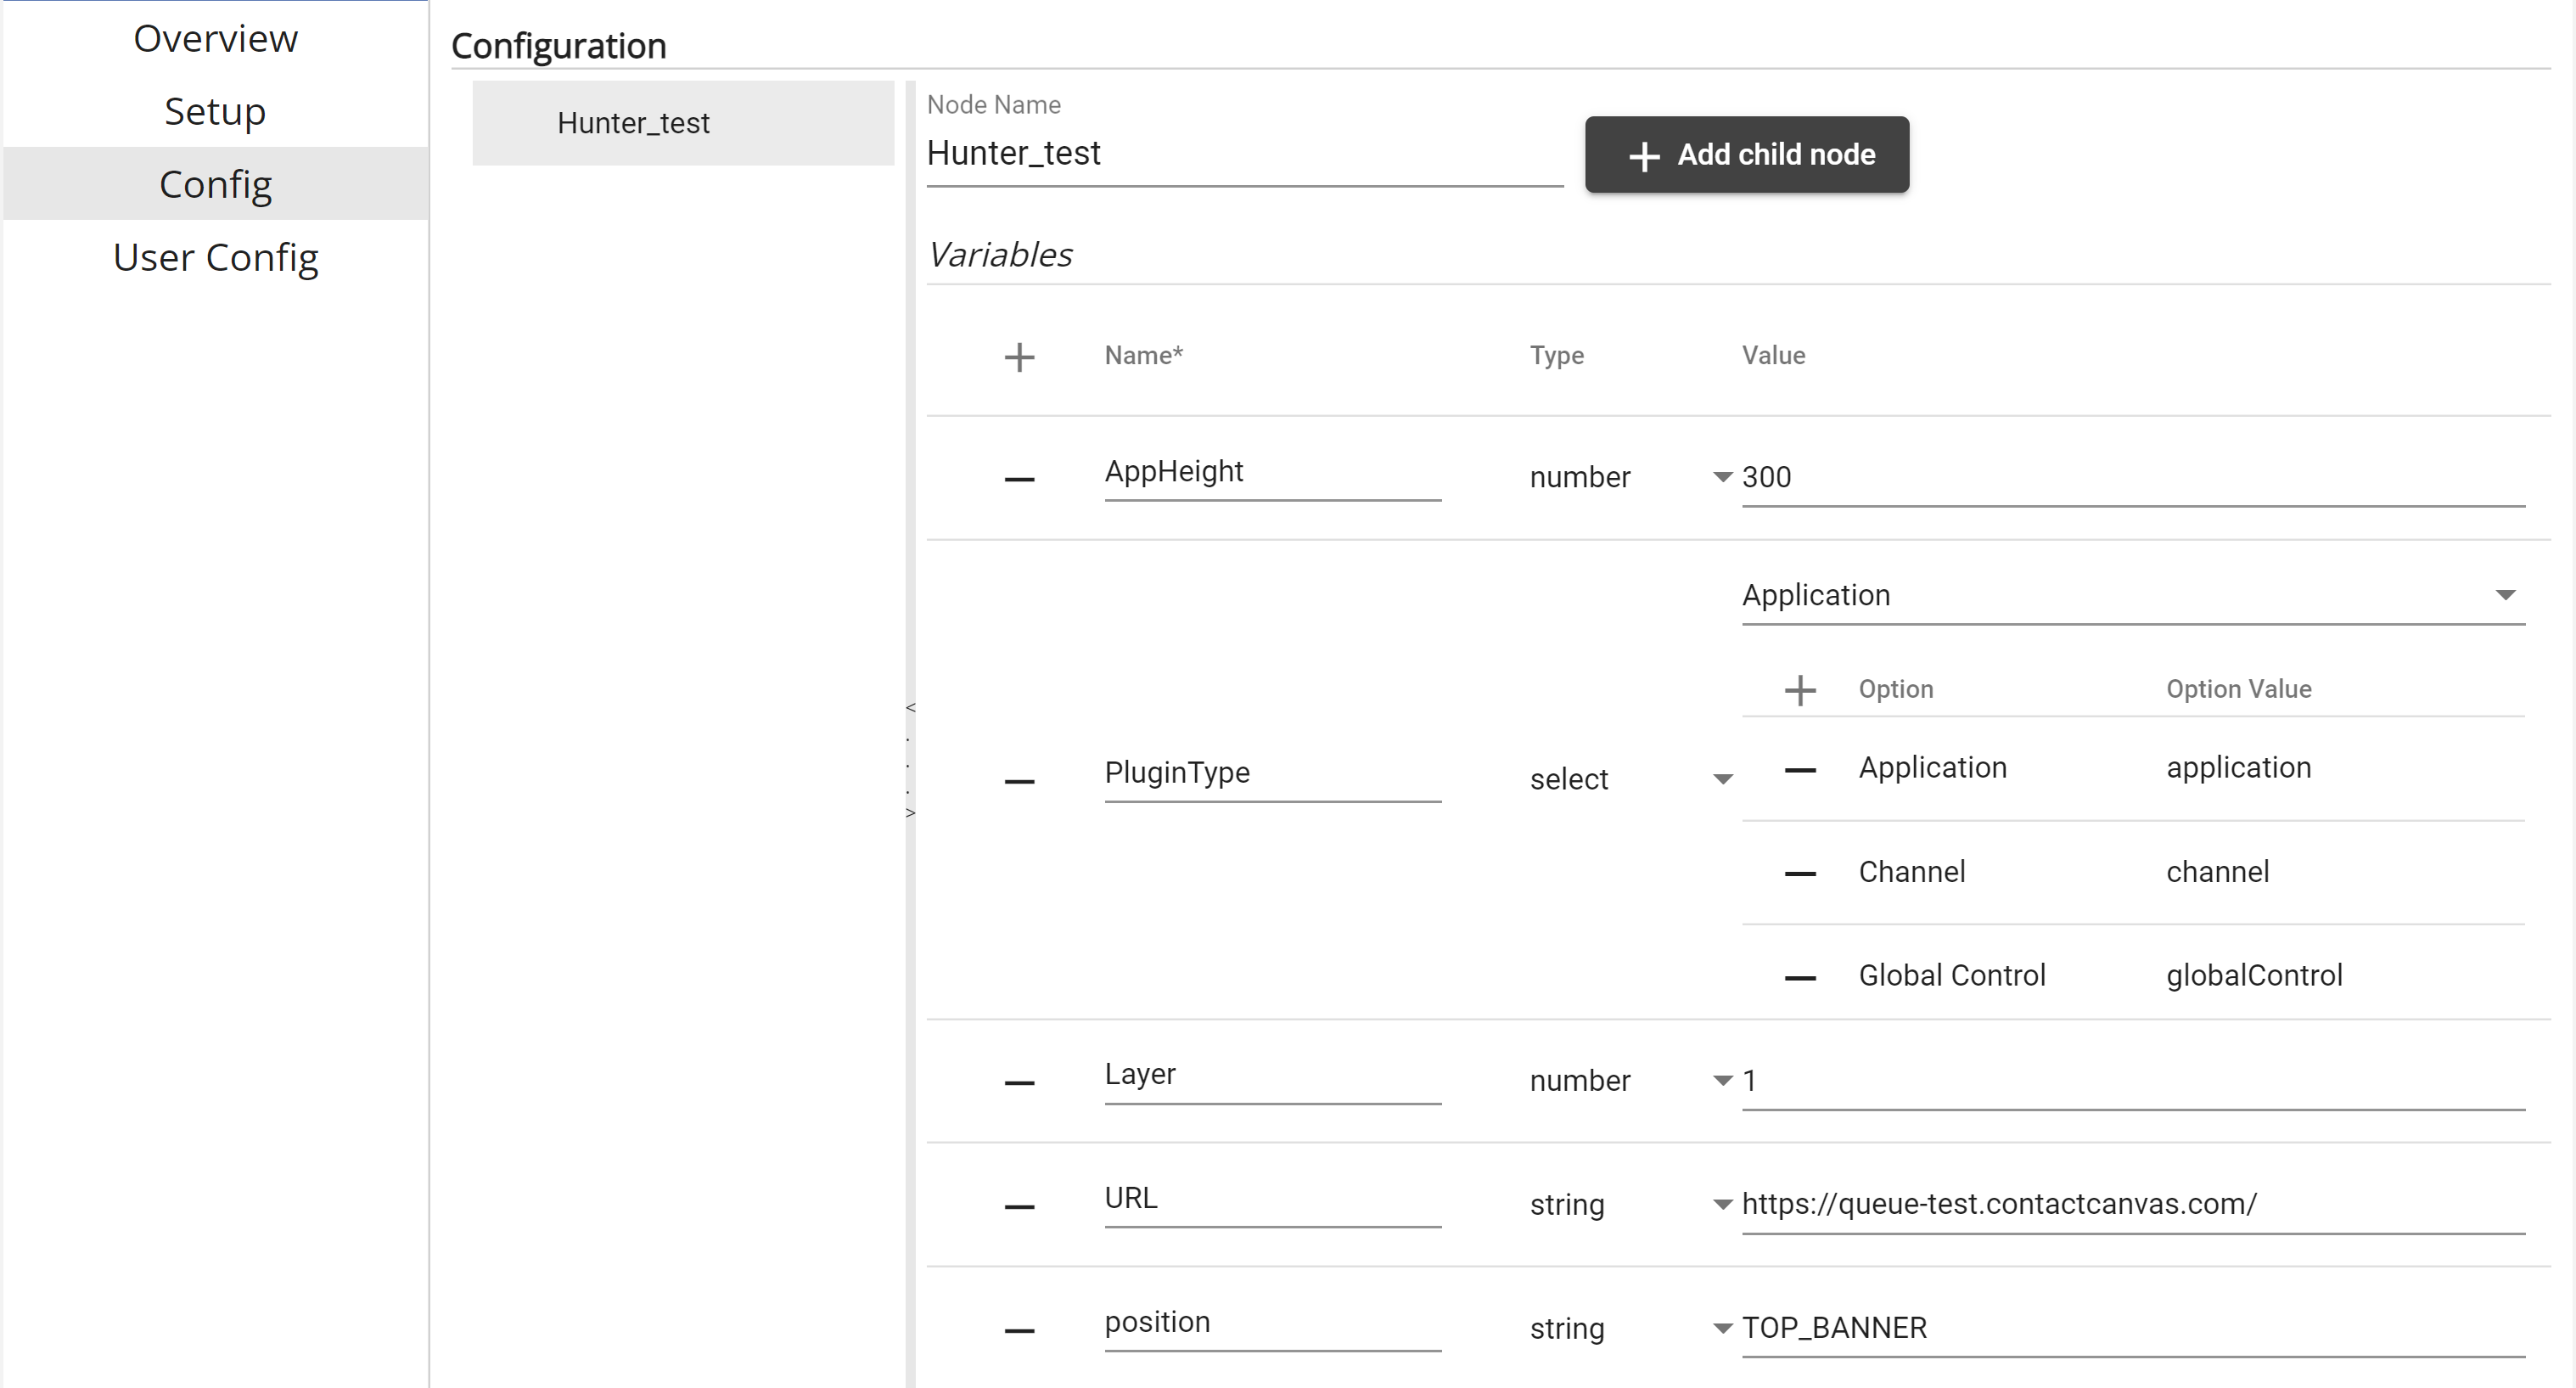 Overview
Setup
Config
User Config
Configuration
Hunter_test
Node Name
Hunter_test
+ Add child node
Variables
Name* Type Value
AppHeight number 300
Application
Option Option Value
Application application
PluginType select
Channel channel
Global Control globalControl
Layer number 1
URL string https://queue-test.contactcanvas.com/
position string TOP_BANNER